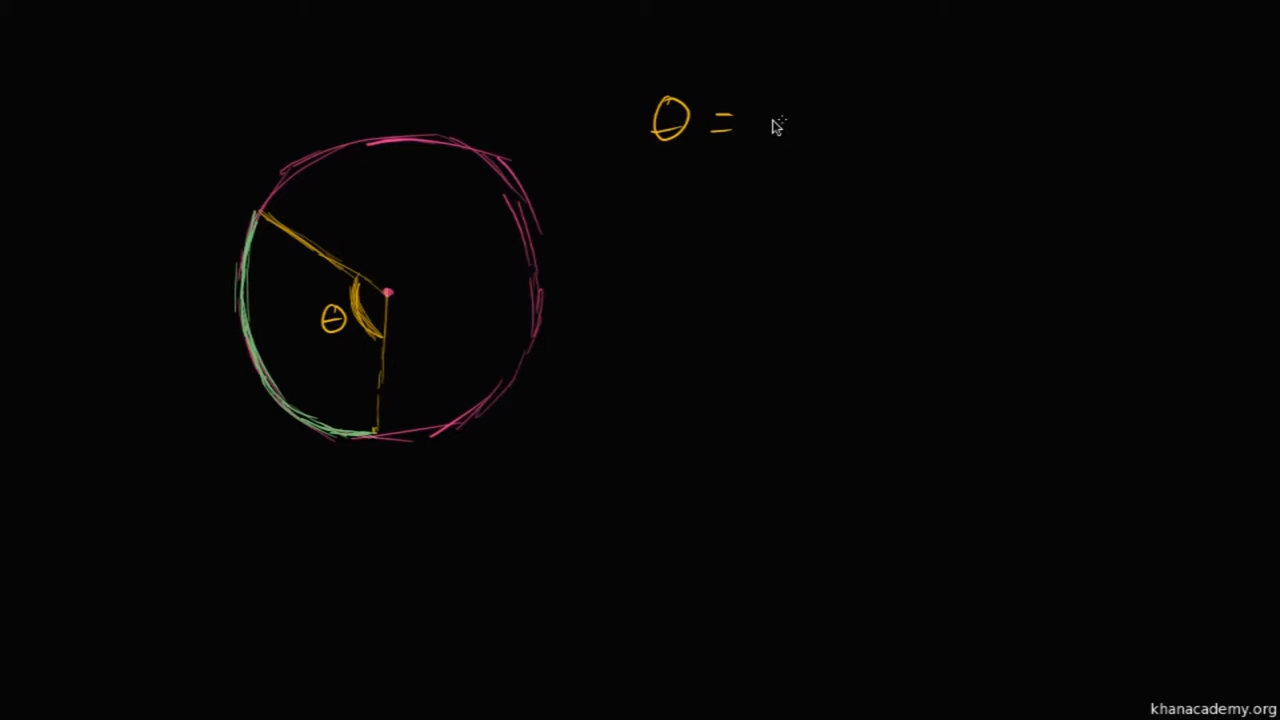 θ =
θ
khanacademy.org